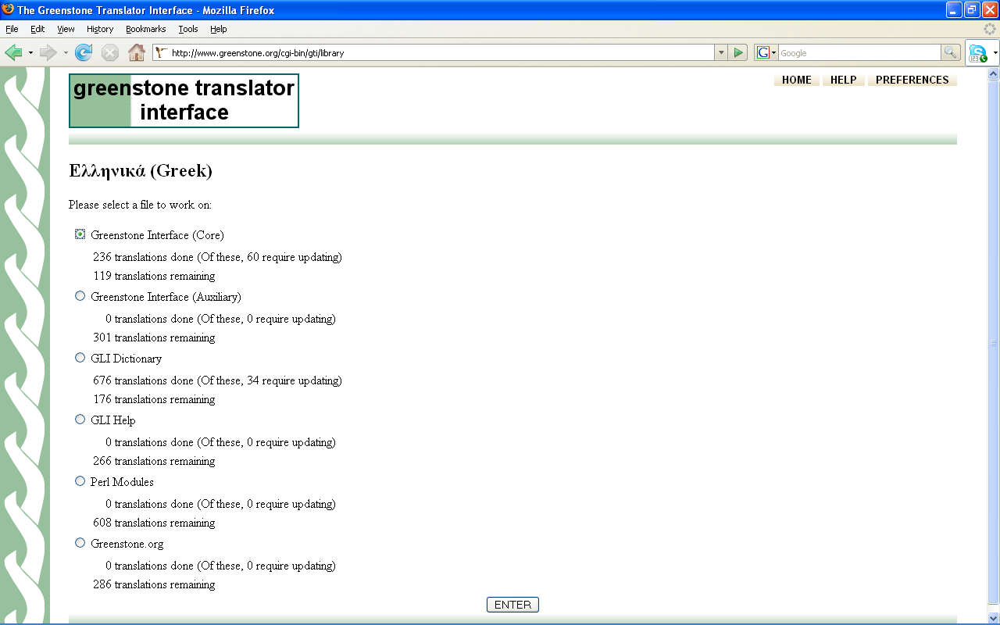 The Greenstone Translator Interface - Mozilla Firefox
File Edit View History Bookmarks Tools Help
http://www.greenstone.org/cgi-bin/gti/library
G Google
S 123
greenstone translator
interface
HOME HELP PREFERENCES
Ελληνικά (Greek)
Please select a file to work on:
Greenstone Interface (Core)
236 translations done (Of these, 60 require updating)
119 translations remaining
Greenstone Interface (Auxiliary)
0 translations done (Of these, 0 require updating)
301 translations remaining
GLI Dictionary
676 translations done (Of these, 34 require updating)
176 translations remaining
GLI Help
0 translations done (Of these, 0 require updating)
266 translations remaining
Perl Modules
0 translations done (Of these, 0 require updating)
608 translations remaining
Greenstone.org
0 translations done (Of these, 0 require updating)
286 translations remaining
ENTER